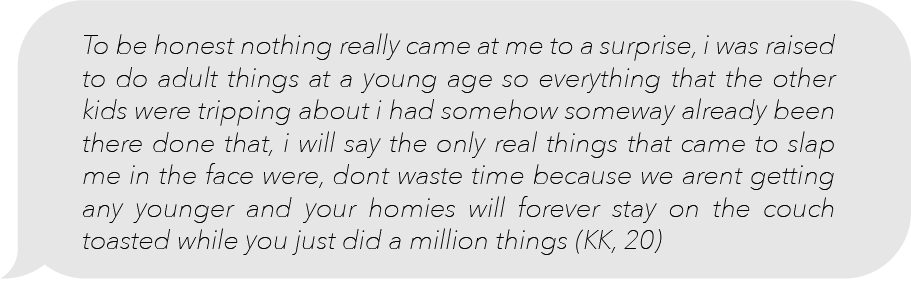 To be honest nothing really came at me to a surprise, i was raised
to do adult things at a young age so everything that the other
kids were tripping about i had somehow someway already been
there done that, i will say the only real things that came to slap
me in the face were, dont waste time because we arent getting
any younger and your homies will forever stay on the couch
toasted while you just did a million things (KK, 20)